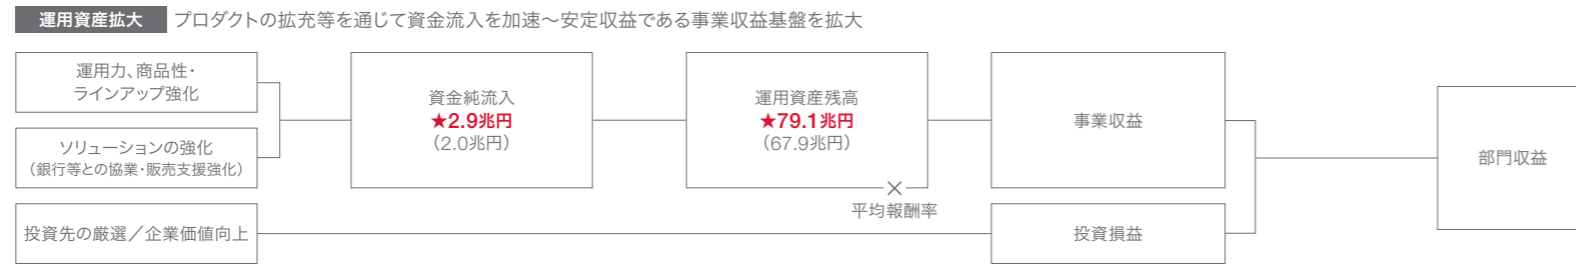 運用資産拡大 プロダクトの拡充等を通じて資金流入を加速～安定収益である事業収益基盤を拡大
運用力、商品性・
ラインアップ強化
ソリューションの強化
（銀行等との協業・販売支援強化）
投資先の厳選／企業価値向上
資金純流入
★2.9兆円
（2.0兆円）
運用資産残高
★79.1兆円
（67.9兆円）
×
平均報酬率
事業収益
投資損益
部門収益